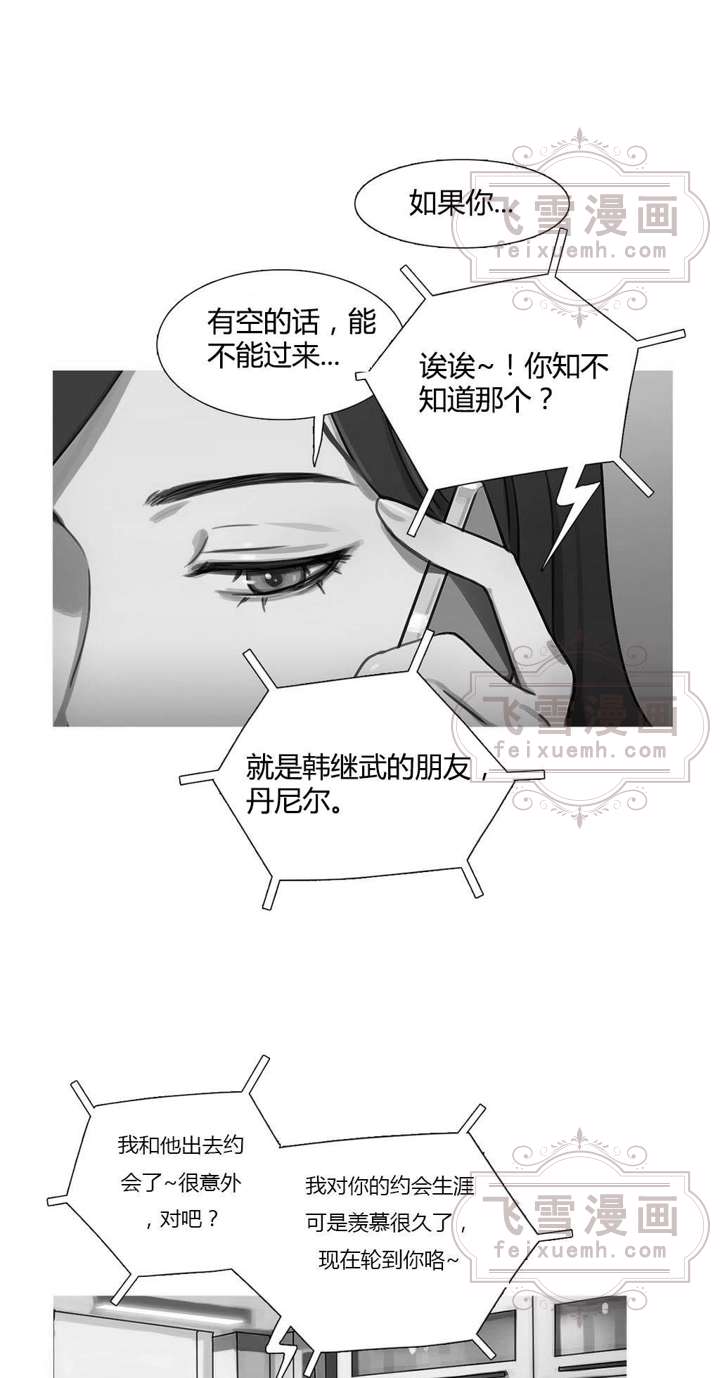 如果你...
飞雪漫画
feixuemh.com
有空的话，能
不能过来...
诶诶~！你知不
知道那个？
飞雪漫画
feixuemh.com
就是韩继武的朋友，
丹尼尔。
我和他出去约
会了~很意外
，对吧？
我对你的约会生涯
可是羡慕很久了，
现在轮到你咯~
飞雪漫画
feixuemh.com